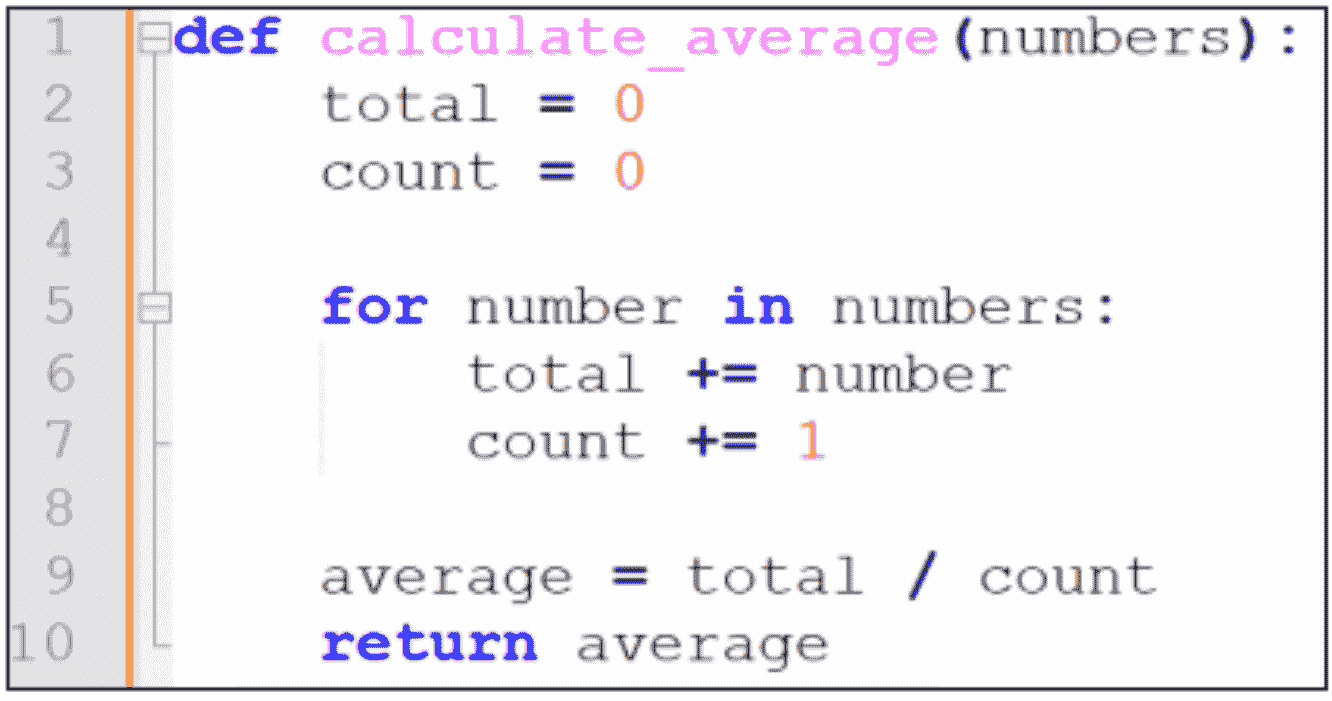 1 def calculate_average(numbers):
2     total = 0
3     count = 0
4
5     for number in numbers:
6         total += number
7         count += 1
8
9     average = total / count
10     return average